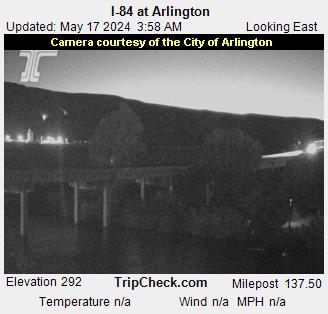 I-84 at Arlington
Updated: May 17 2024 3:58 AM Looking East
Camera courtesy of the City of Arlington
Elevation 292 TripCheck.com Milepost 137.50
Temperature n/a Wind n/a MPH n/a